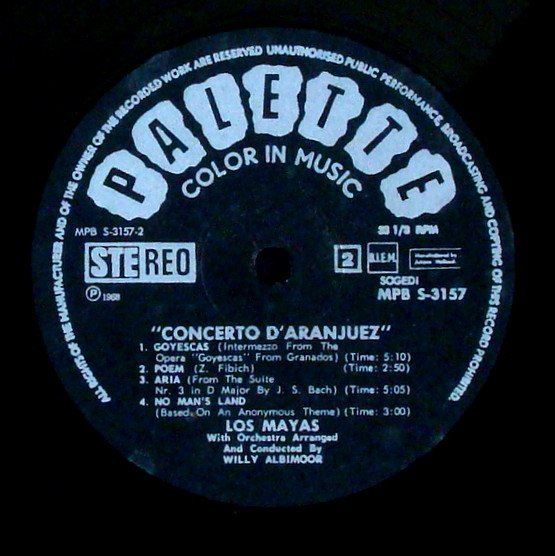 ALL RIGHTS OF THE MANUFACTURER AND OF THE OWNER OF THE RECORDED WORK ARE RESERVED UNAUTHORISED PUBLIC PERFORMANCE, BROADCASTING AND COPYING OF THIS RECORD PROHIBITED.
PALETTE
COLOR IN MUSIC
MPB S-3157-2
33 1/3 RPM
STEREO
2
B.I.E.M.
Manufactured by
SOGEDI
Ⓟ 1968
MPB S-3157
"CONCERTO D'ARANJUEZ"
1. GOYESCAS (Intermezzo From The
Opera "Goyescas" From Granados) (Time: 5:10)
2. POEM (Z. Fibich) (Time: 2:50)
3. ARIA (From The Suite
Nr. 3 in D Major By J. S. Bach) (Time: 5:05)
4. NO MAN'S LAND
(Based On An Anonymous Theme) (Time: 3:00)
LOS MAYAS
With Orchestra Arranged
And Conducted By
WILLY ALBIMOOR